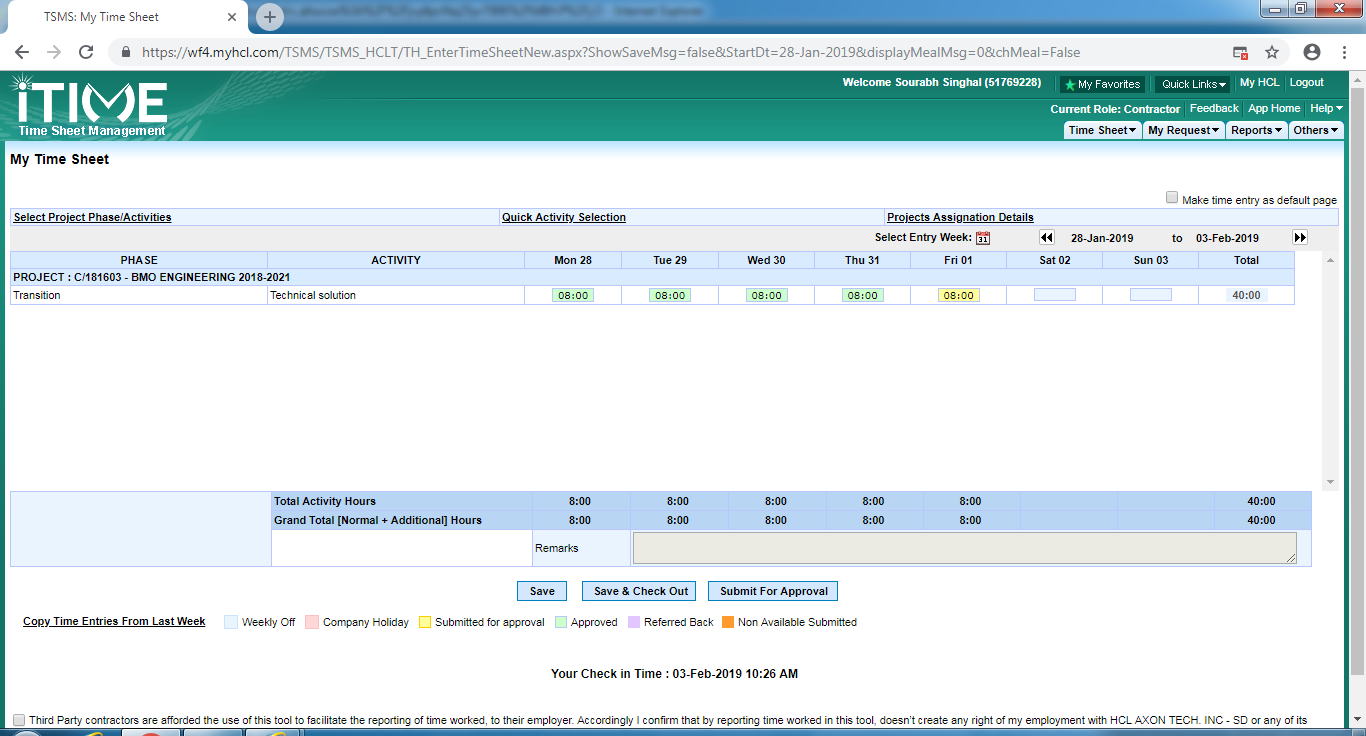 TSMS: My Time Sheet
https://wf4.myhcl.com/TSMS/TSMS_HCLT/TH_EnterTimeSheetNew.aspx?ShowSaveMsg=false&StartDt=28-Jan-2019&displayMealMsg=0&chMeal=False
iTIME
Time Sheet Management
Welcome Sourabh Singhal (51769228) My Favorites Quick Links My HCL Logout
Current Role: Contractor Feedback App Home Help
Time Sheet My Request Reports Others
My Time Sheet
Make time entry as default page
Select Project Phase/Activities Quick Activity Selection Projects Assignation Details
Select Entry Week: 31 28-Jan-2019 to 03-Feb-2019
PHASE ACTIVITY Mon 28 Tue 29 Wed 30 Thu 31 Fri 01 Sat 02 Sun 03 Total
PROJECT : C/181603 - BMO ENGINEERING 2018-2021
Transition Technical solution 08:00 08:00 08:00 08:00 08:00 40:00
Total Activity Hours 8:00 8:00 8:00 8:00 8:00 40:00
Grand Total [Normal + Additional] Hours 8:00 8:00 8:00 8:00 8:00 40:00
Remarks
Save Save & Check Out Submit For Approval
Copy Time Entries From Last Week Weekly Off Company Holiday Submitted for approval Approved Referred Back Non Available Submitted
Your Check in Time : 03-Feb-2019 10:26 AM
Third Party contractors are afforded the use of this tool to facilitate the reporting of time worked, to their employer. Accordingly I confirm that by reporting time worked in this tool, doesn't create any right of my employment with HCL AXON TECH. INC - SD or any of its